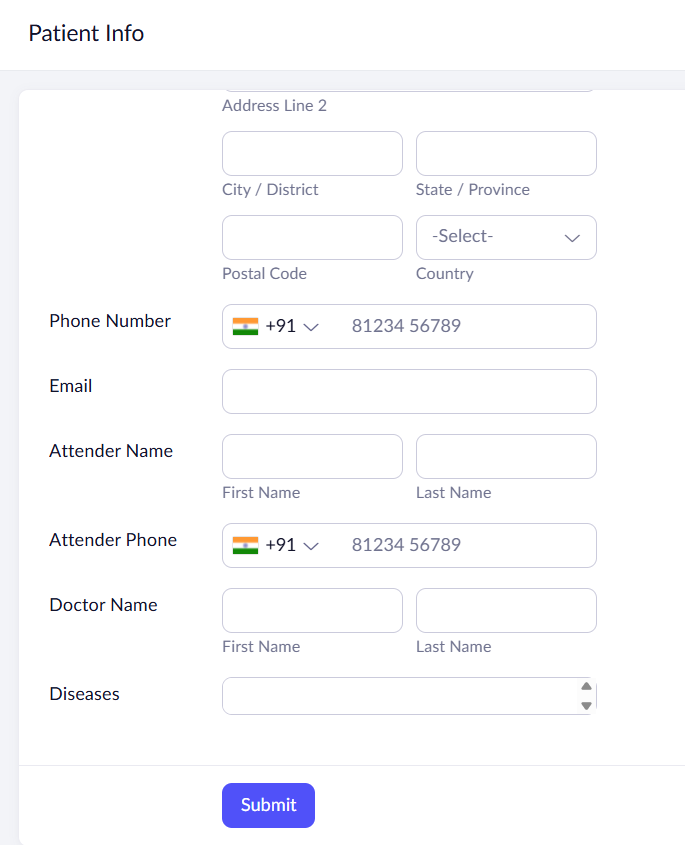 Patient Info
Address Line 2
City / District State / Province
-Select-
Postal Code Country
Phone Number +91 81234 56789
Email
Attender Name
First Name Last Name
Attender Phone +91 81234 56789
Doctor Name
First Name Last Name
Diseases
Submit